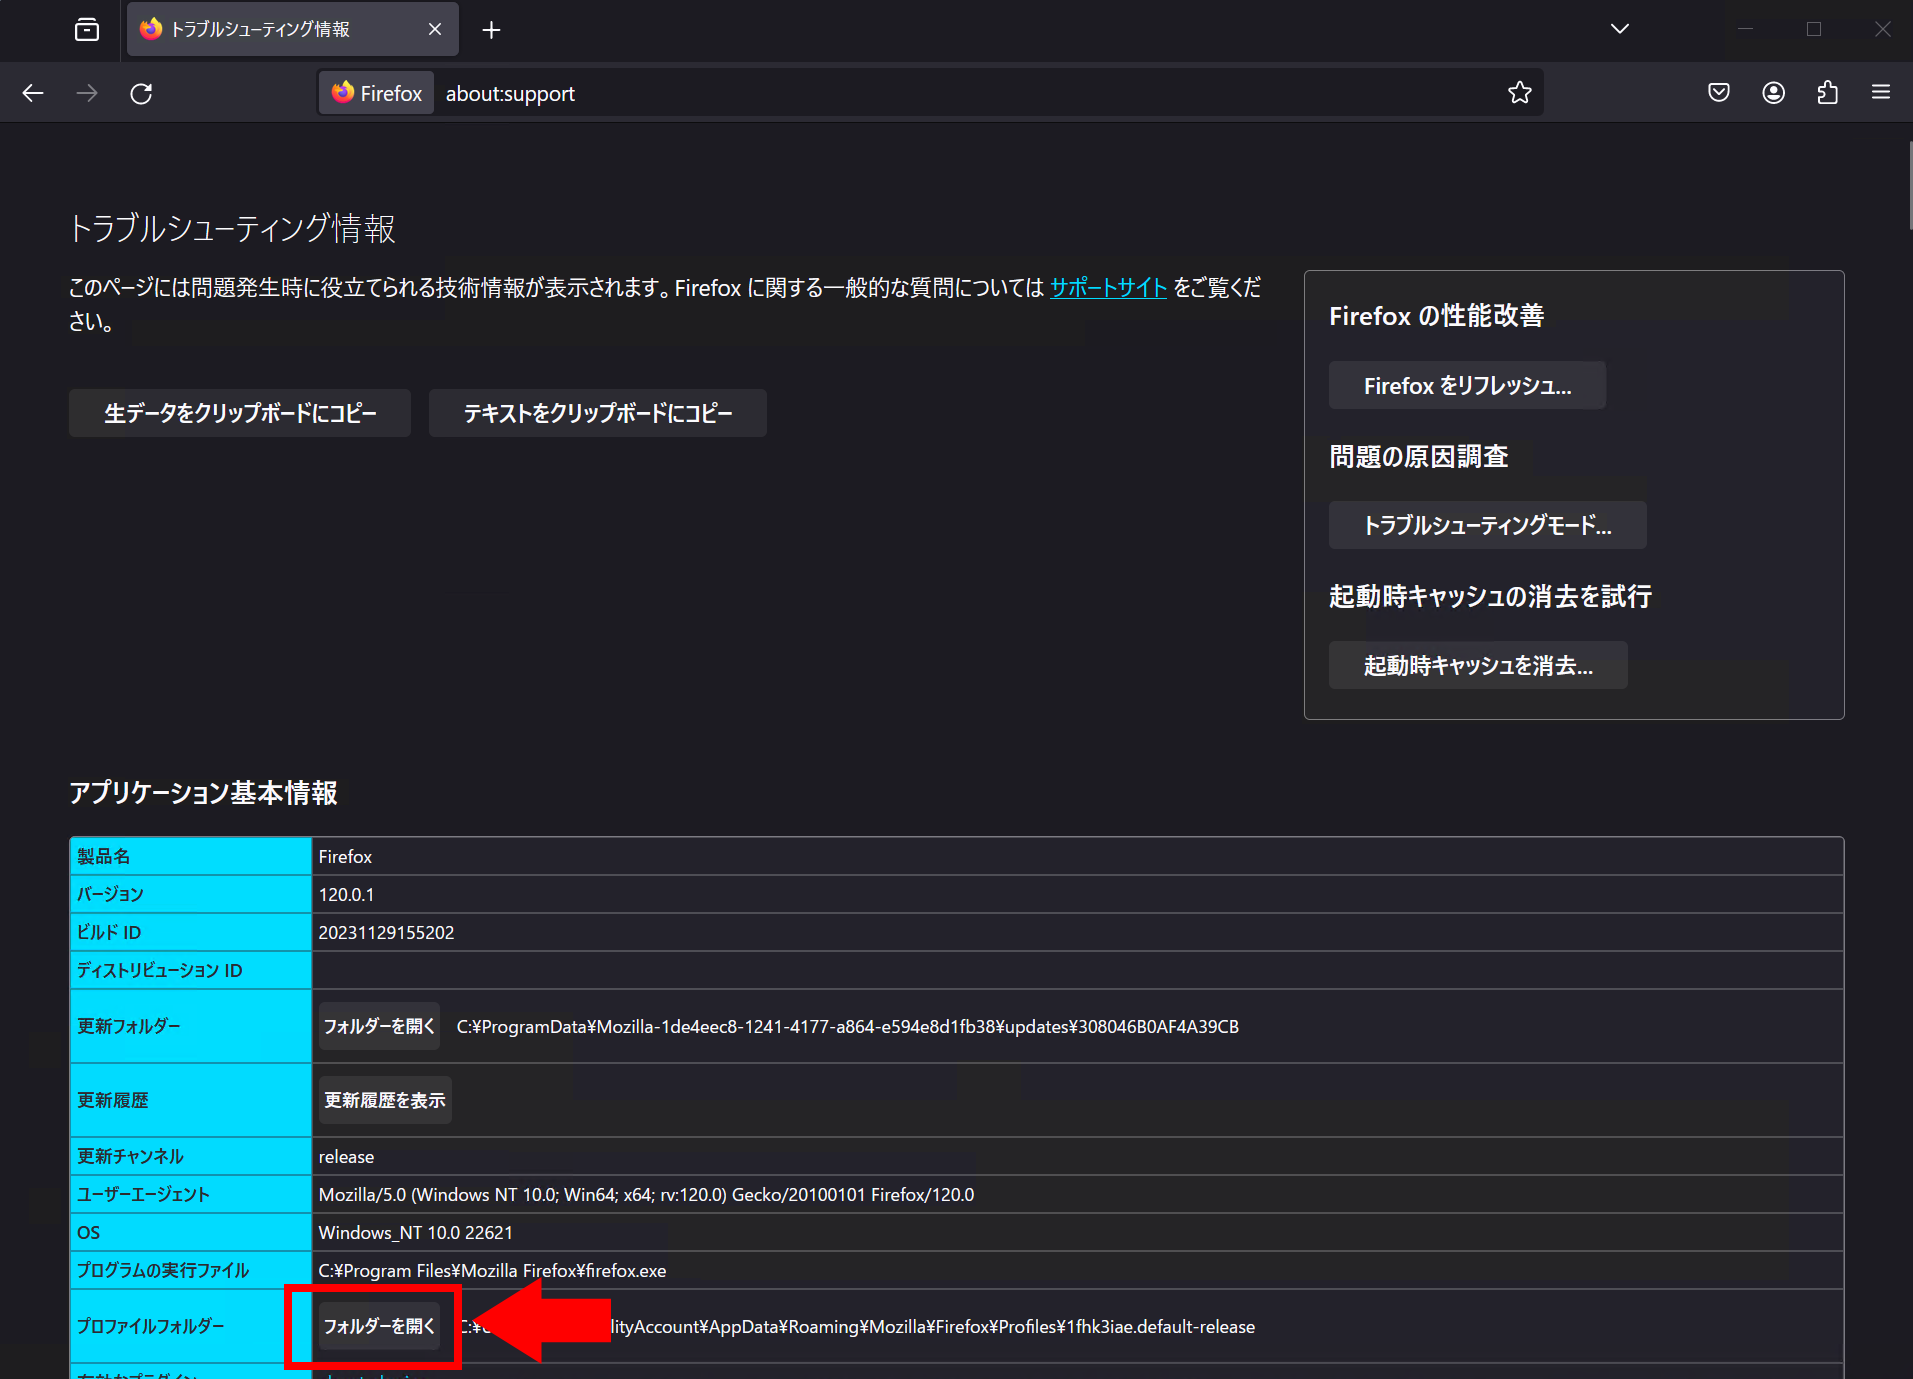 トラブルシューティング情報
Firefox about:support
トラブルシューティング情報
このページには問題発生時に役立てられる技術情報が表示されます。Firefox に関する一般的な質問については サポートサイト をご覧くだ
さい。
生データをクリップボードにコピー テキストをクリップボードにコピー
Firefox の性能改善
Firefox をリフレッシュ...
問題の原因調査
トラブルシューティングモード...
起動時キャッシュの消去を試行
起動時キャッシュを消去...
アプリケーション基本情報
製品名 Firefox
バージョン 120.0.1
ビルド ID 20231129155202
ディストリビューション ID
更新フォルダー フォルダーを開く C:¥ProgramData¥Mozilla-1de4eec8-1241-4177-a864-e594e8d1fb38¥updates¥308046B0AF4A39CB
更新履歴 更新履歴を表示
更新チャンネル release
ユーザーエージェント Mozilla/5.0 (Windows NT 10.0; Win64; x64; rv:120.0) Gecko/20100101 Firefox/120.0
OS Windows_NT 10.0 22621
プログラムの実行ファイル C:¥Program Files¥Mozilla Firefox¥firefox.exe
プロファイルフォルダー フォルダーを開く lityAccount¥AppData¥Roaming¥Mozilla¥Firefox¥Profiles¥1fhk3iae.default-release